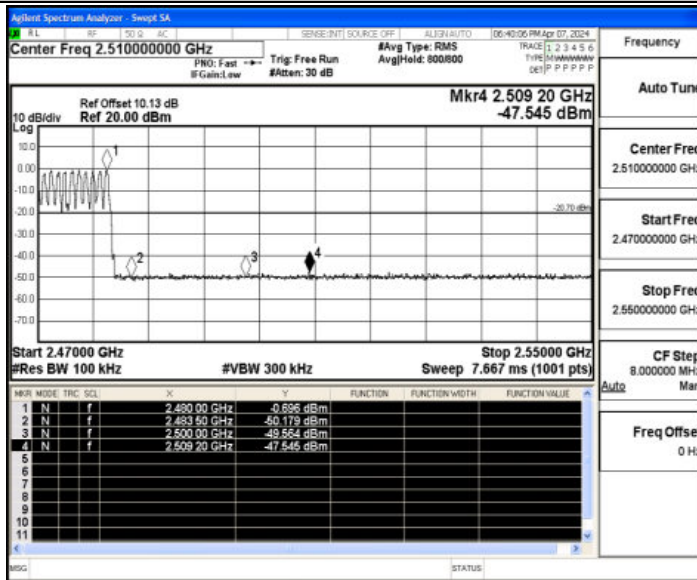 Agilent Spectrum Analyzer - Swept SA
RL RF 50 Ω AC SENSE:INT SOURCE OFF ALIGN AUTO 06:40:06 PM Apr 07, 2024
Center Freq 2.510000000 GHz
PNO: Fast
IFGain:Low
Trig: Free Run
#Atten: 30 dB
#Avg Type: RMS
Avg|Hold: 800/800
TRACE 1 2 3 4 5 6
TYPE MWWWWW
DET P P P P P P
Ref Offset 10.13 dB
10 dB/div Ref 20.00 dBm
Log
Mkr4 2.509 20 GHz
-47.545 dBm
10.0
0.00
-10.0
-20.0
-30.0
-40.0
-50.0
-60.0
-70.0
1
2
3
4
-20.70 dBm
Start 2.47000 GHz Stop 2.55000 GHz
#Res BW 100 kHz #VBW 300 kHz Sweep 7.667 ms (1001 pts)
MKR MODE TRC SCL X Y FUNCTION FUNCTION WIDTH FUNCTION VALUE
1 N f 2.480 00 GHz -0.696 dBm
2 N f 2.483 50 GHz -50.179 dBm
3 N f 2.500 00 GHz -49.564 dBm
4 N f 2.509 20 GHz -47.545 dBm
5
6
7
8
9
10
11
MSG STATUS
Frequency
Auto Tune
Center Freq
2.510000000 GHz
Start Freq
2.470000000 GHz
Stop Freq
2.550000000 GHz
CF Step
8.000000 MHz
Auto Man
Freq Offset
0 Hz